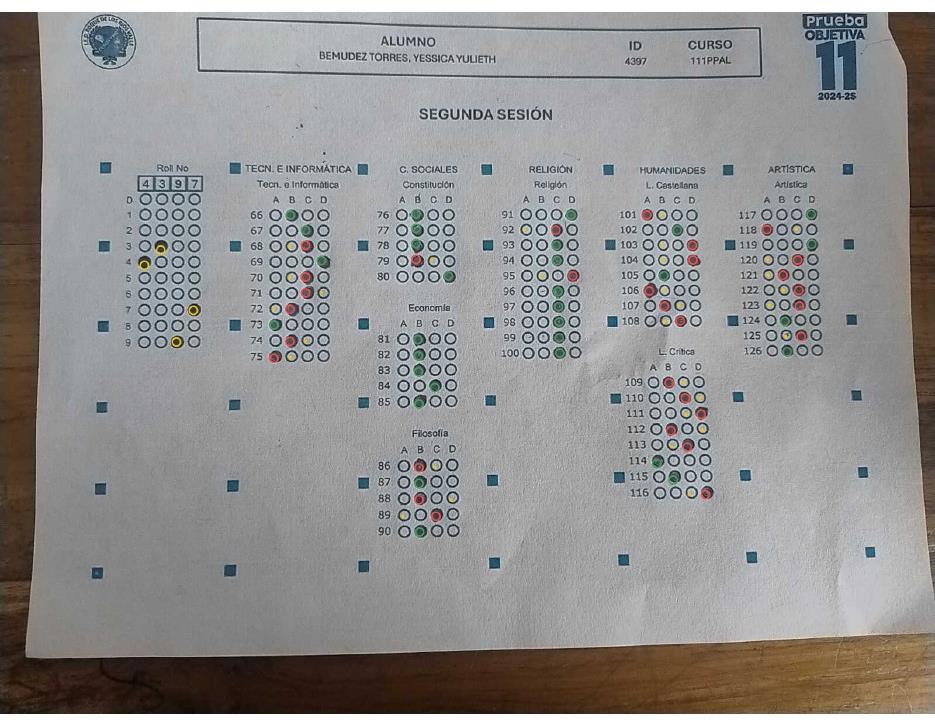 Prueba
OBJETIVA
11
2024-25
ALUMNO ID CURSO
BEMUDEZ TORRES, YESSICA YULIETH 4397 111PPAL
SEGUNDA SESIÓN
Roll No
4 3 9 7
0
1
2
3
4
5
6
7
8
9
TECN. E INFORMÁTICA
Tecn. e Informática
A B C D
66
67
68
69
70
71
72
73
74
75
C. SOCIALES
Constitución
A B C D
76
77
78
79
80
Economía
A B C D
81
82
83
84
85
Filosofía
A B C D
86
87
88
89
90
RELIGIÓN
Religión
A B C D
91
92
93
94
95
96
97
98
99
100
HUMANIDADES
L. Castellana
A B C D
101
102
103
104
105
106
107
108
L. Crítica
A B C D
109
110
111
112
113
114
115
116
ARTÍSTICA
Artística
A B C D
117
118
119
120
121
122
123
124
125
126